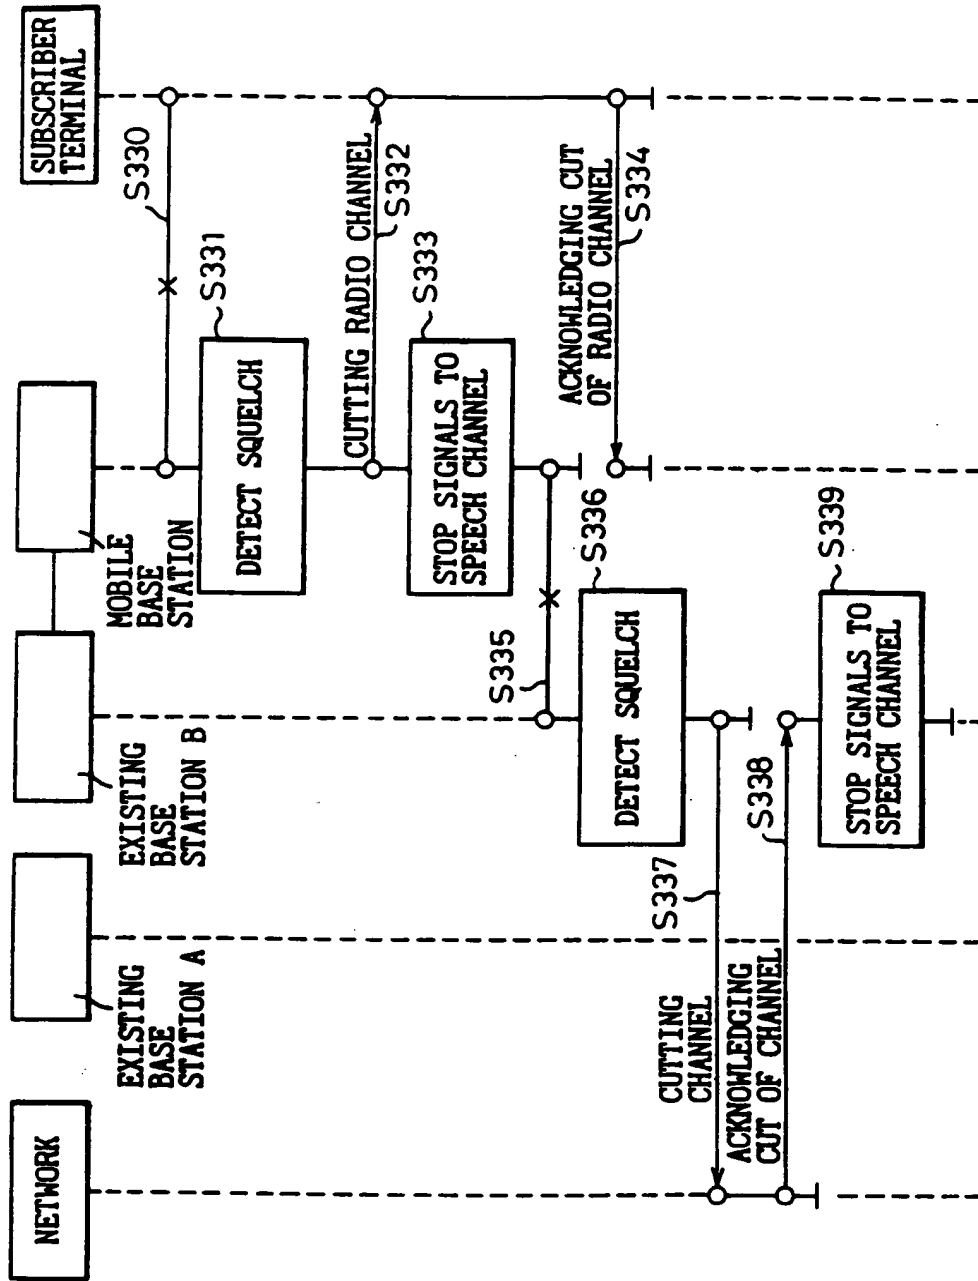 NETWORK
EXISTING
BASE
STATION A
EXISTING
BASE
STATION B
MOBILE
BASE
STATION
SUBSCRIBER
TERMINAL
S330
S331
DETECT SQUELCH
CUTTING RADIO CHANNEL
S332
S333
STOP SIGNALS TO
SPEECH CHANNEL
ACKNOWLEDGING CUT
OF RADIO CHANNEL
S334
S335
S336
DETECT SQUELCH
S337
CUTTING
CHANNEL
S338
ACKNOWLEDGING
CUT OF CHANNEL
S339
STOP SIGNALS TO
SPEECH CHANNEL